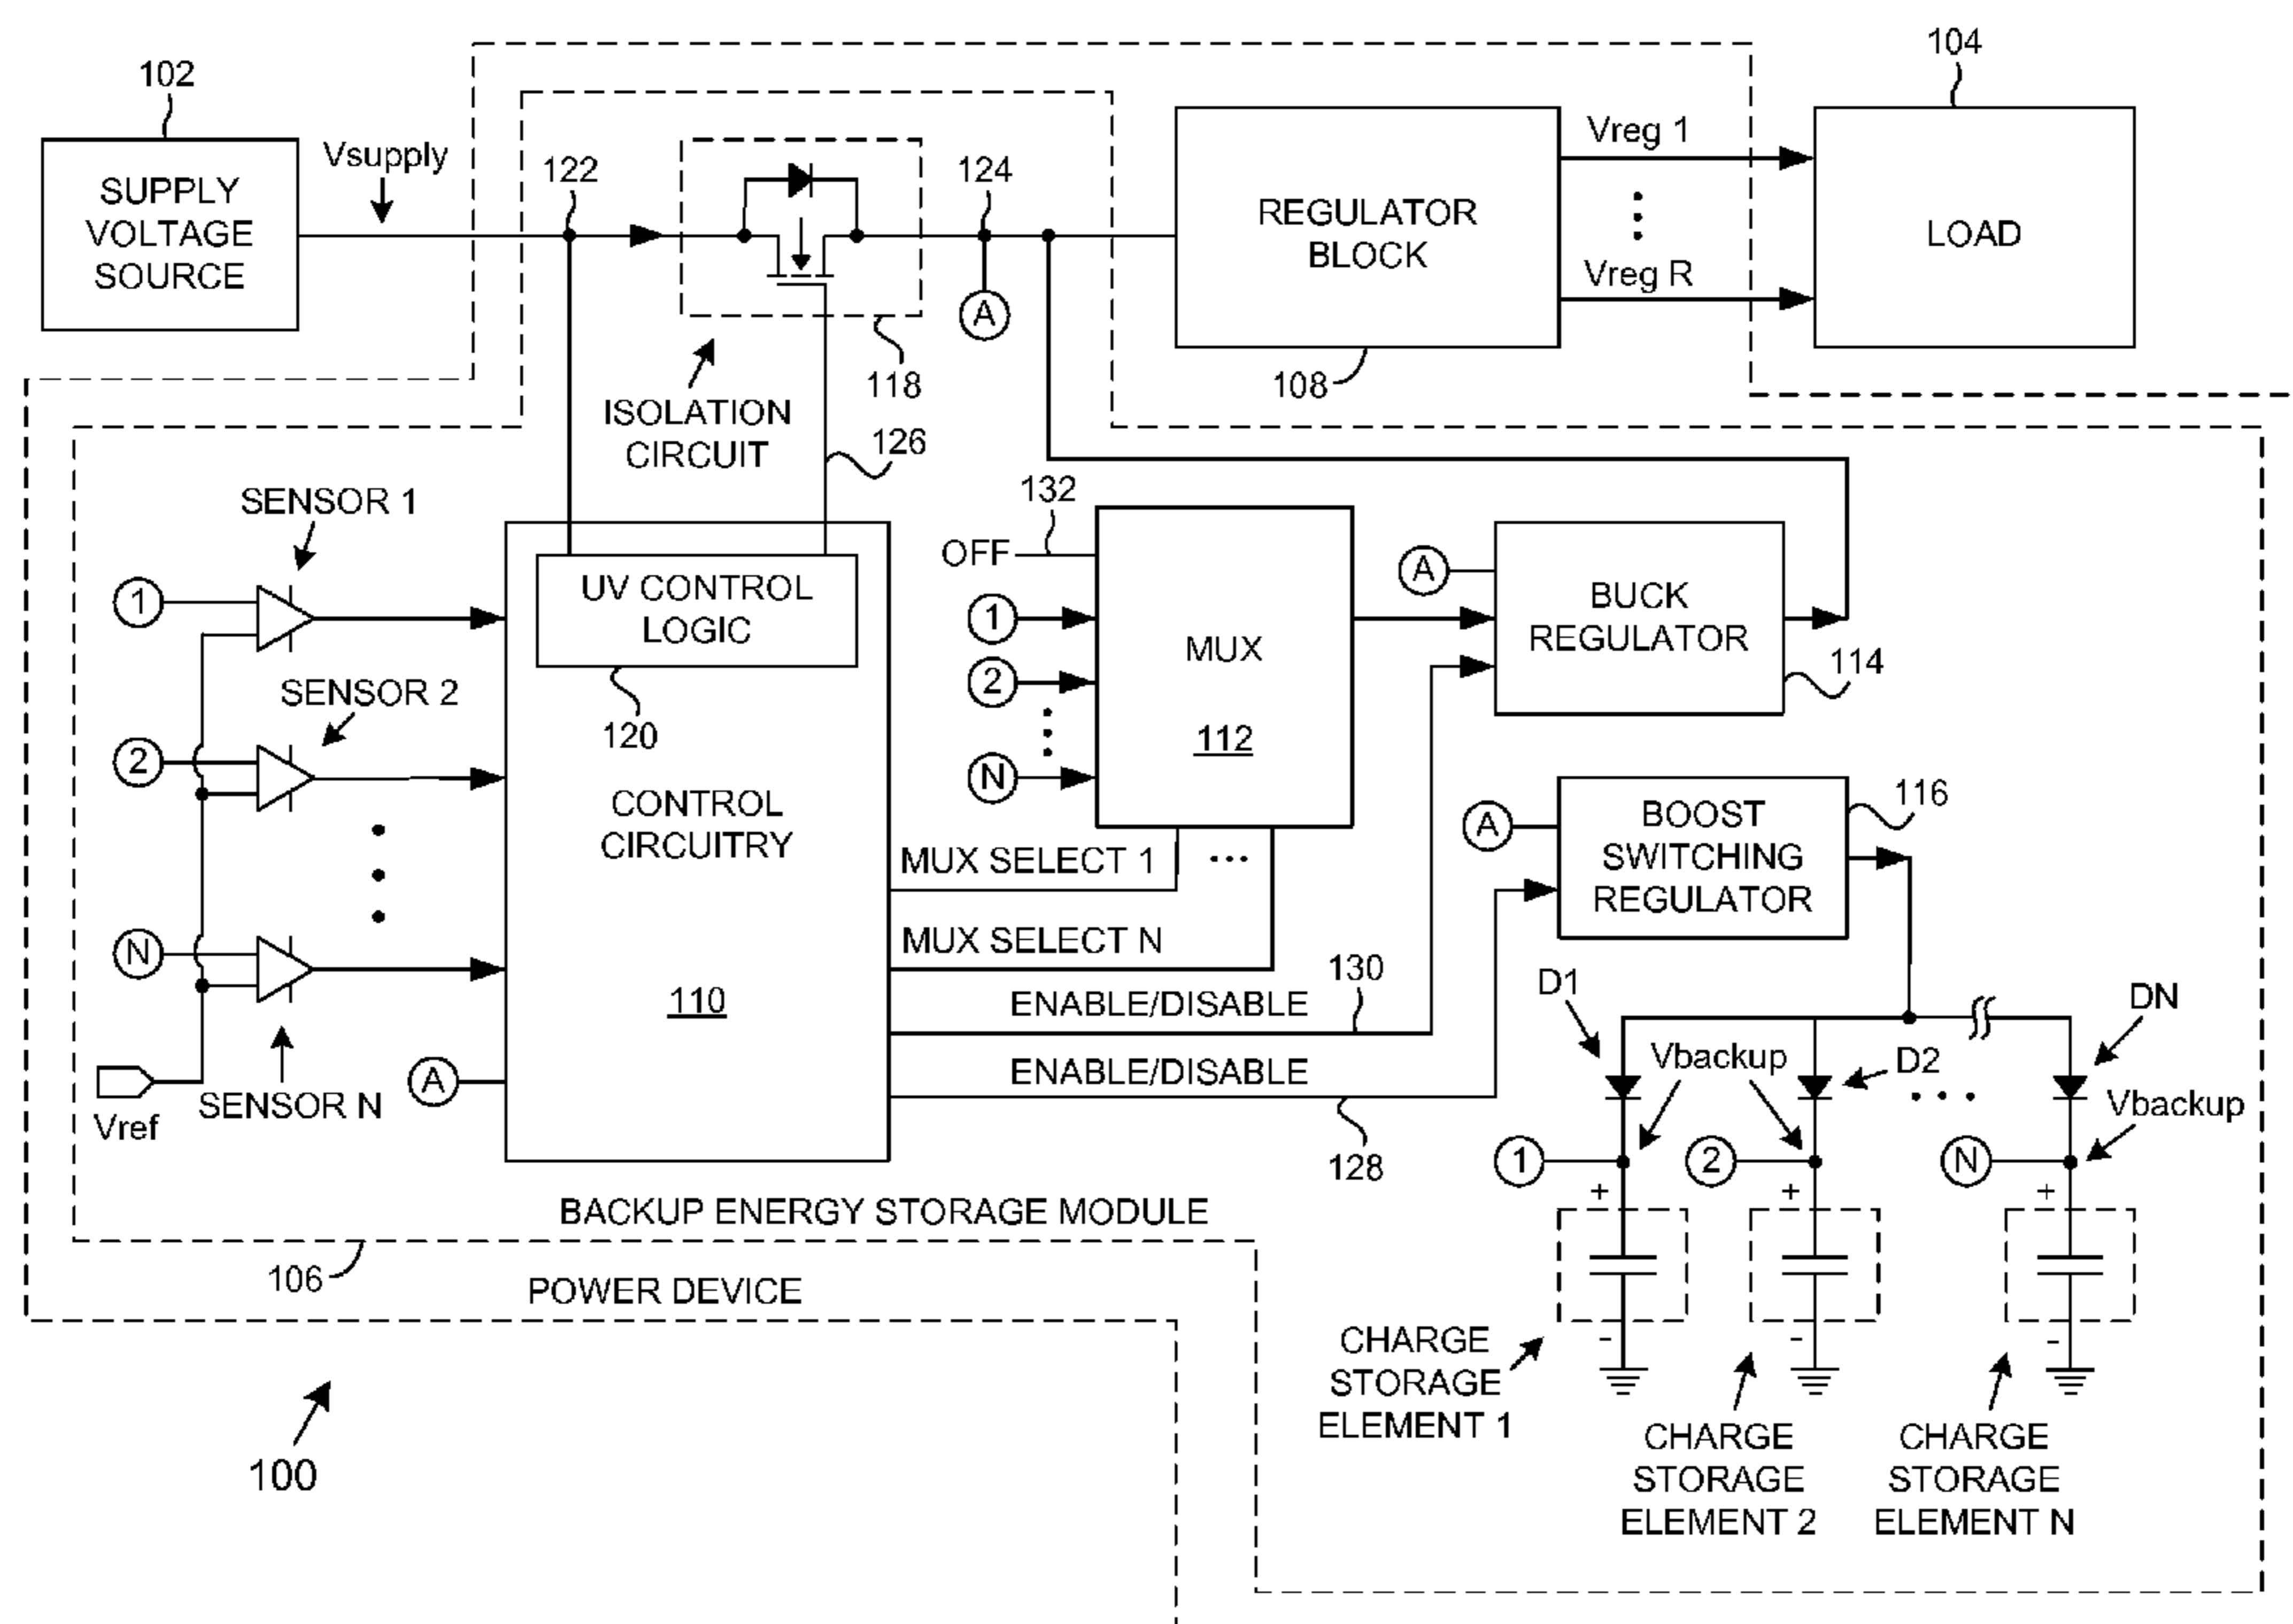 102
104
SUPPLY
VOLTAGE
SOURCE
Vsupply
122
124
A
ISOLATION
CIRCUIT
118
126
REGULATOR
BLOCK
108
Vreg 1
Vreg R
LOAD
SENSOR 1
1
SENSOR 2
2
N
SENSOR N
Vref
A
UV CONTROL
LOGIC
120
CONTROL
CIRCUITRY
110
OFF
132
1
2
N
MUX
112
MUX SELECT 1
...
MUX SELECT N
ENABLE/DISABLE
130
ENABLE/DISABLE
128
A
BUCK
REGULATOR
114
A
BOOST
SWITCHING
REGULATOR
116
D1
Vbackup
D2
DN
Vbackup
1
2
N
+
+
+
-
-
-
CHARGE
STORAGE
ELEMENT 1
CHARGE
STORAGE
ELEMENT 2
CHARGE
STORAGE
ELEMENT N
BACKUP ENERGY STORAGE MODULE
106
POWER DEVICE
100